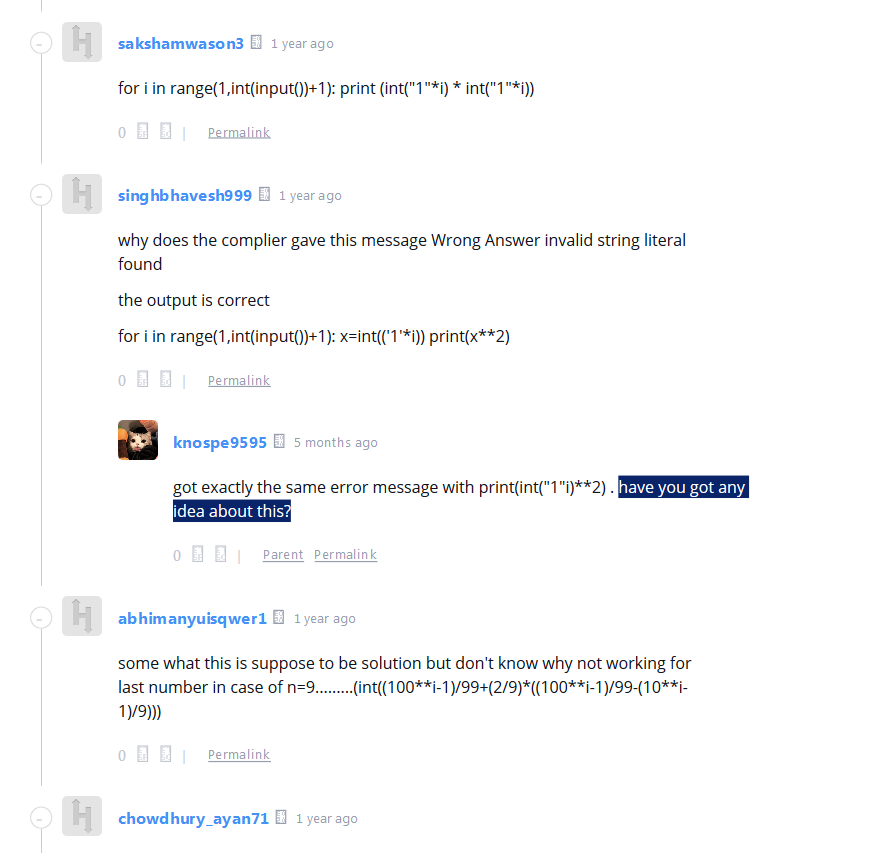 sakshamwason3 1 year ago
for i in range(1,int(input())+1): print (int("1"*i) * int("1"*i))
0 | Permalink
singhbhavesh999 1 year ago
why does the complier gave this message Wrong Answer invalid string literal
found
the output is correct
for i in range(1,int(input())+1): x=int(('1'*i)) print(x**2)
0 | Permalink
knospe9595 5 months ago
got exactly the same error message with print(int("1"i)**2) . have you got any
idea about this?
0 | Parent Permalink
abhimanyuisqwer1 1 year ago
some what this is suppose to be solution but don't know why not working for
last number in case of n=9.........(int((100**i-1)/99+(2/9)*((100**i-1)/99-(10**i-
1)/9)))
0 | Permalink
chowdhury_ayan71 1 year ago